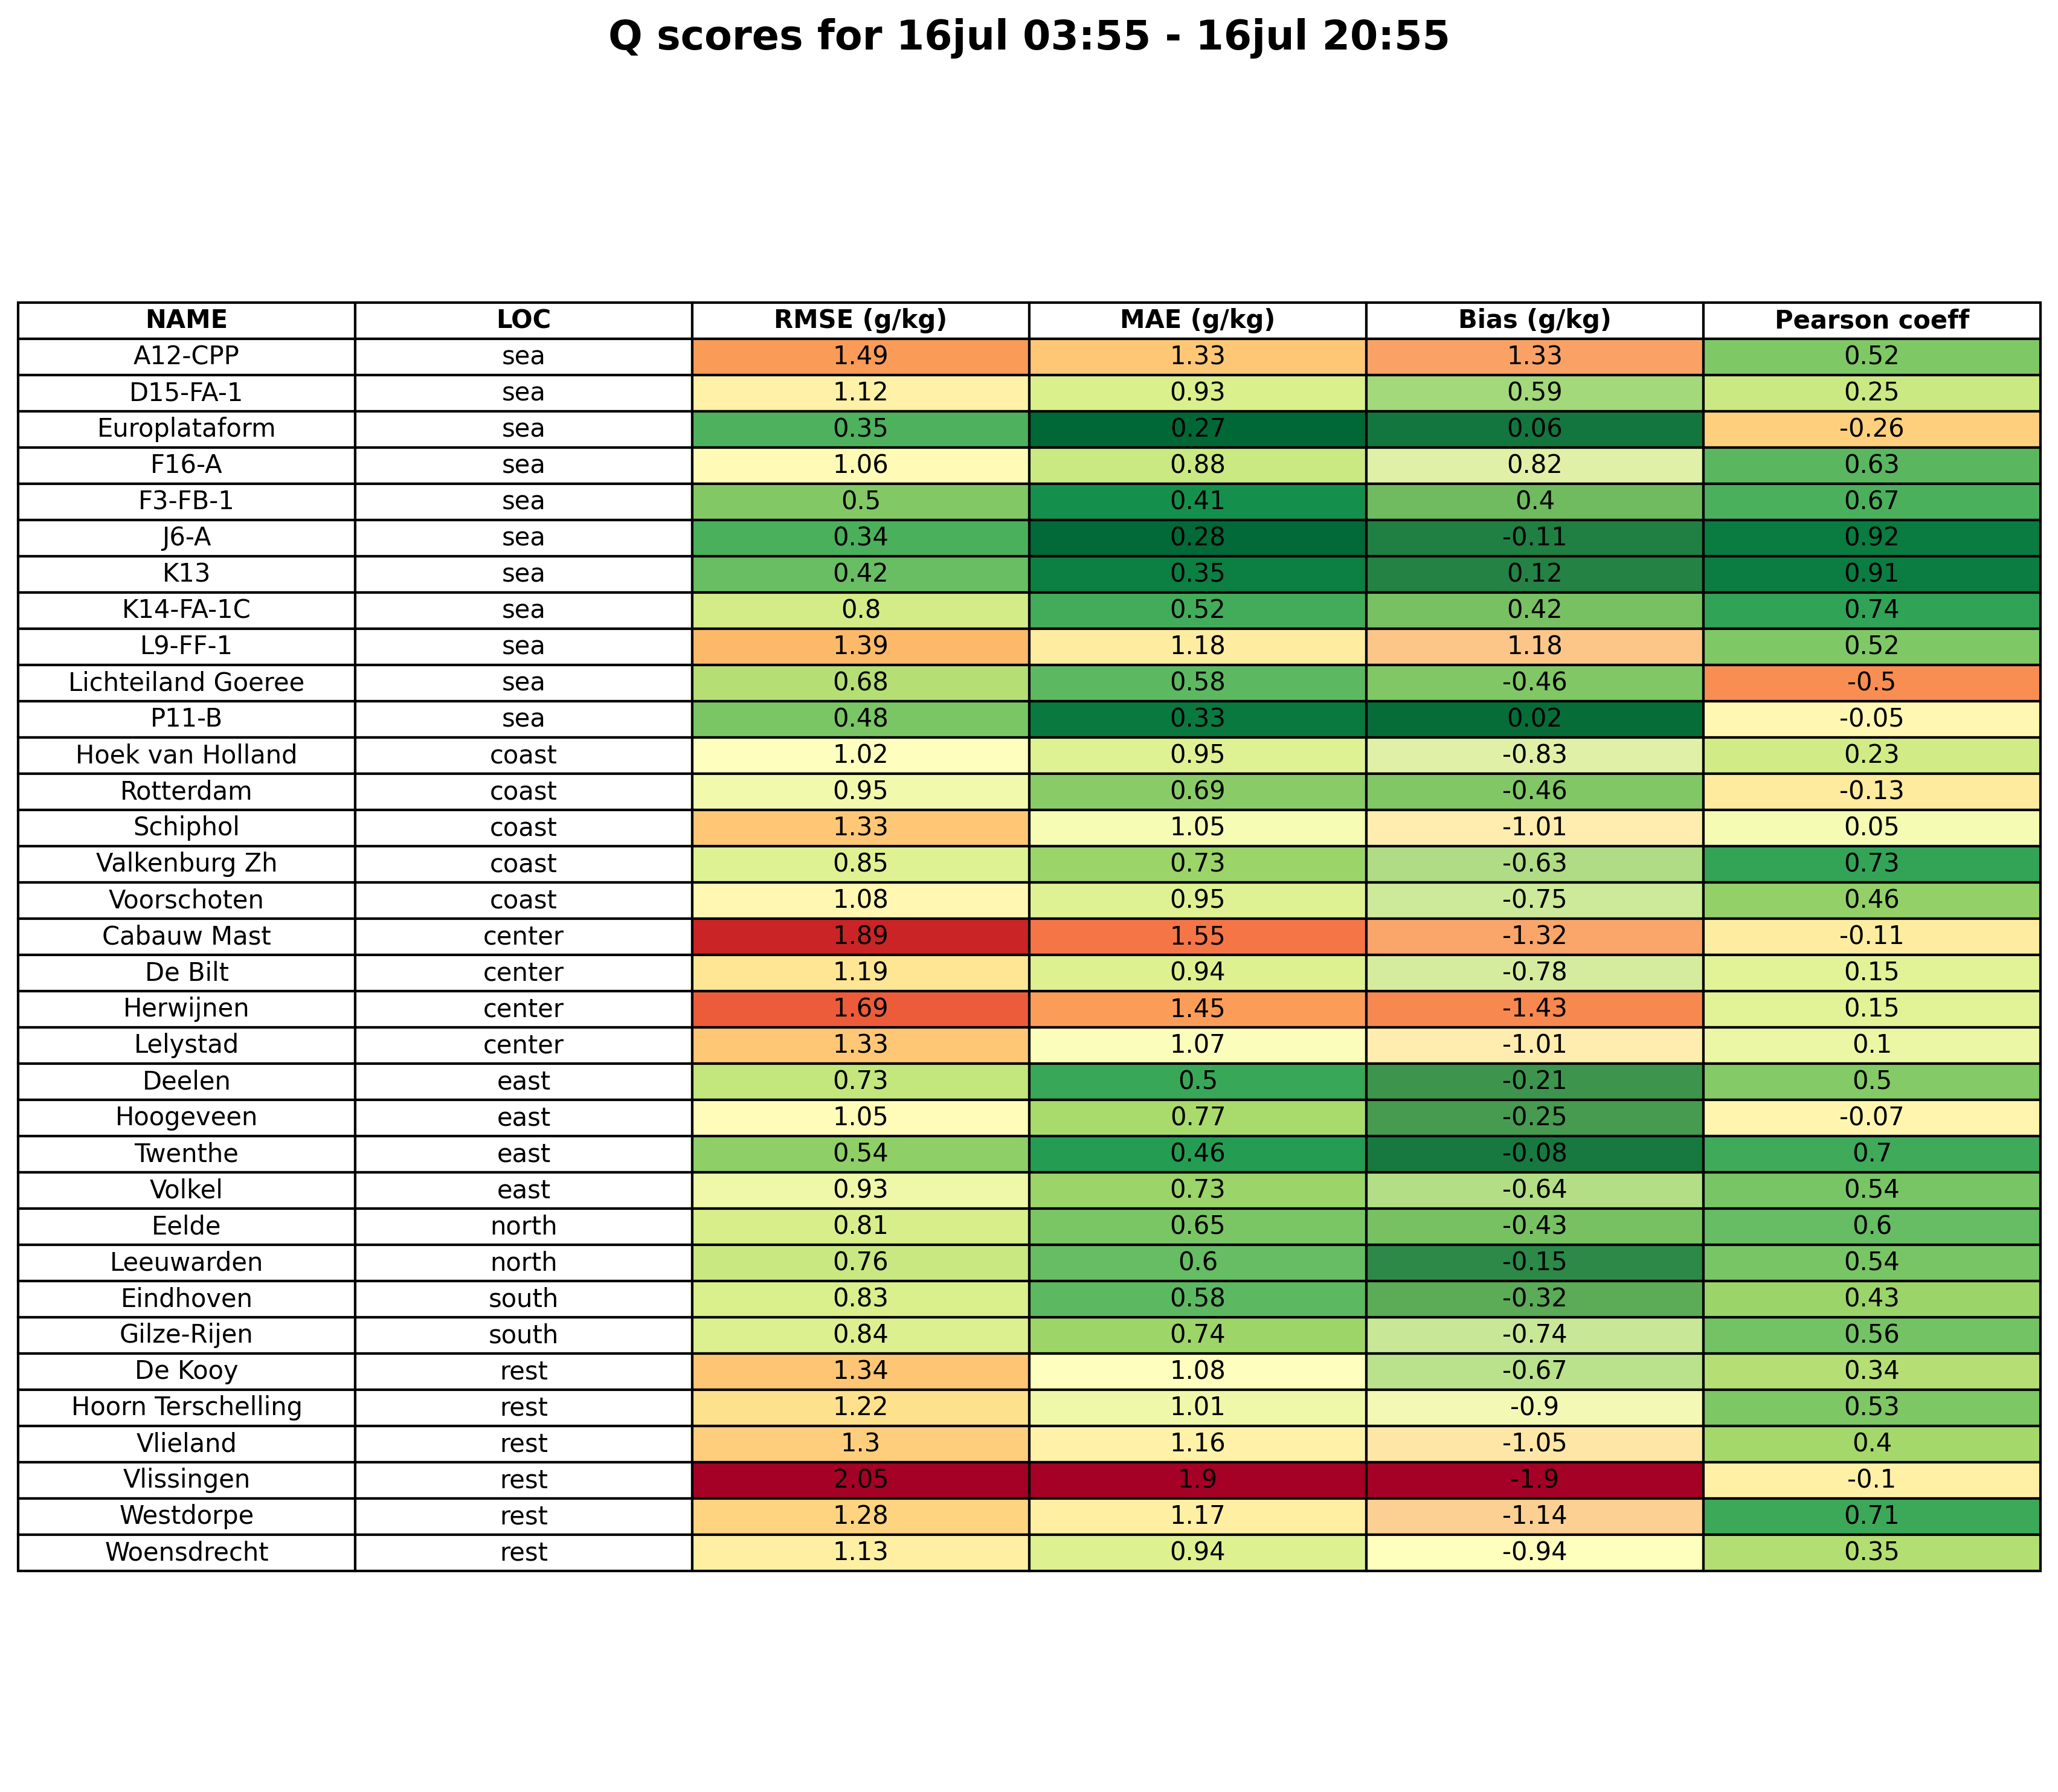 Q scores for 16jul 03:55 - 16jul 20:55
NAME LOC RMSE (g/kg) MAE (g/kg) Bias (g/kg) Pearson coeff
A12-CPP sea 1.49 1.33 1.33 0.52
D15-FA-1 sea 1.12 0.93 0.59 0.25
Europlataform sea 0.35 0.27 0.06 -0.26
F16-A sea 1.06 0.88 0.82 0.63
F3-FB-1 sea 0.5 0.41 0.4 0.67
J6-A sea 0.34 0.28 -0.11 0.92
K13 sea 0.42 0.35 0.12 0.91
K14-FA-1C sea 0.8 0.52 0.42 0.74
L9-FF-1 sea 1.39 1.18 1.18 0.52
Lichteiland Goeree sea 0.68 0.58 -0.46 -0.5
P11-B sea 0.48 0.33 0.02 -0.05
Hoek van Holland coast 1.02 0.95 -0.83 0.23
Rotterdam coast 0.95 0.69 -0.46 -0.13
Schiphol coast 1.33 1.05 -1.01 0.05
Valkenburg Zh coast 0.85 0.73 -0.63 0.73
Voorschoten coast 1.08 0.95 -0.75 0.46
Cabauw Mast center 1.89 1.55 -1.32 -0.11
De Bilt center 1.19 0.94 -0.78 0.15
Herwijnen center 1.69 1.45 -1.43 0.15
Lelystad center 1.33 1.07 -1.01 0.1
Deelen east 0.73 0.5 -0.21 0.5
Hoogeveen east 1.05 0.77 -0.25 -0.07
Twenthe east 0.54 0.46 -0.08 0.7
Volkel east 0.93 0.73 -0.64 0.54
Eelde north 0.81 0.65 -0.43 0.6
Leeuwarden north 0.76 0.6 -0.15 0.54
Eindhoven south 0.83 0.58 -0.32 0.43
Gilze-Rijen south 0.84 0.74 -0.74 0.56
De Kooy rest 1.34 1.08 -0.67 0.34
Hoorn Terschelling rest 1.22 1.01 -0.9 0.53
Vlieland rest 1.3 1.16 -1.05 0.4
Vlissingen rest 2.05 1.9 -1.9 -0.1
Westdorpe rest 1.28 1.17 -1.14 0.71
Woensdrecht rest 1.13 0.94 -0.94 0.35